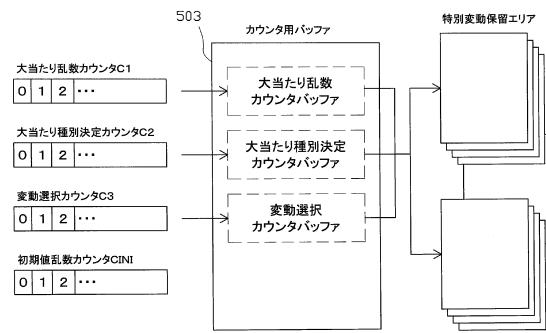 503
カウンタ用バッファ
特別変動保留エリア
大当たり乱数カウンタC1
0 1 2 ・・・
大当たり乱数
カウンタバッファ
大当たり種別決定カウンタC2
0 1 2 ・・・
大当たり種別決定
カウンタバッファ
変動選択カウンタC3
0 1 2 ・・・
変動選択
カウンタバッファ
初期値乱数カウンタCINI
0 1 2 ・・・